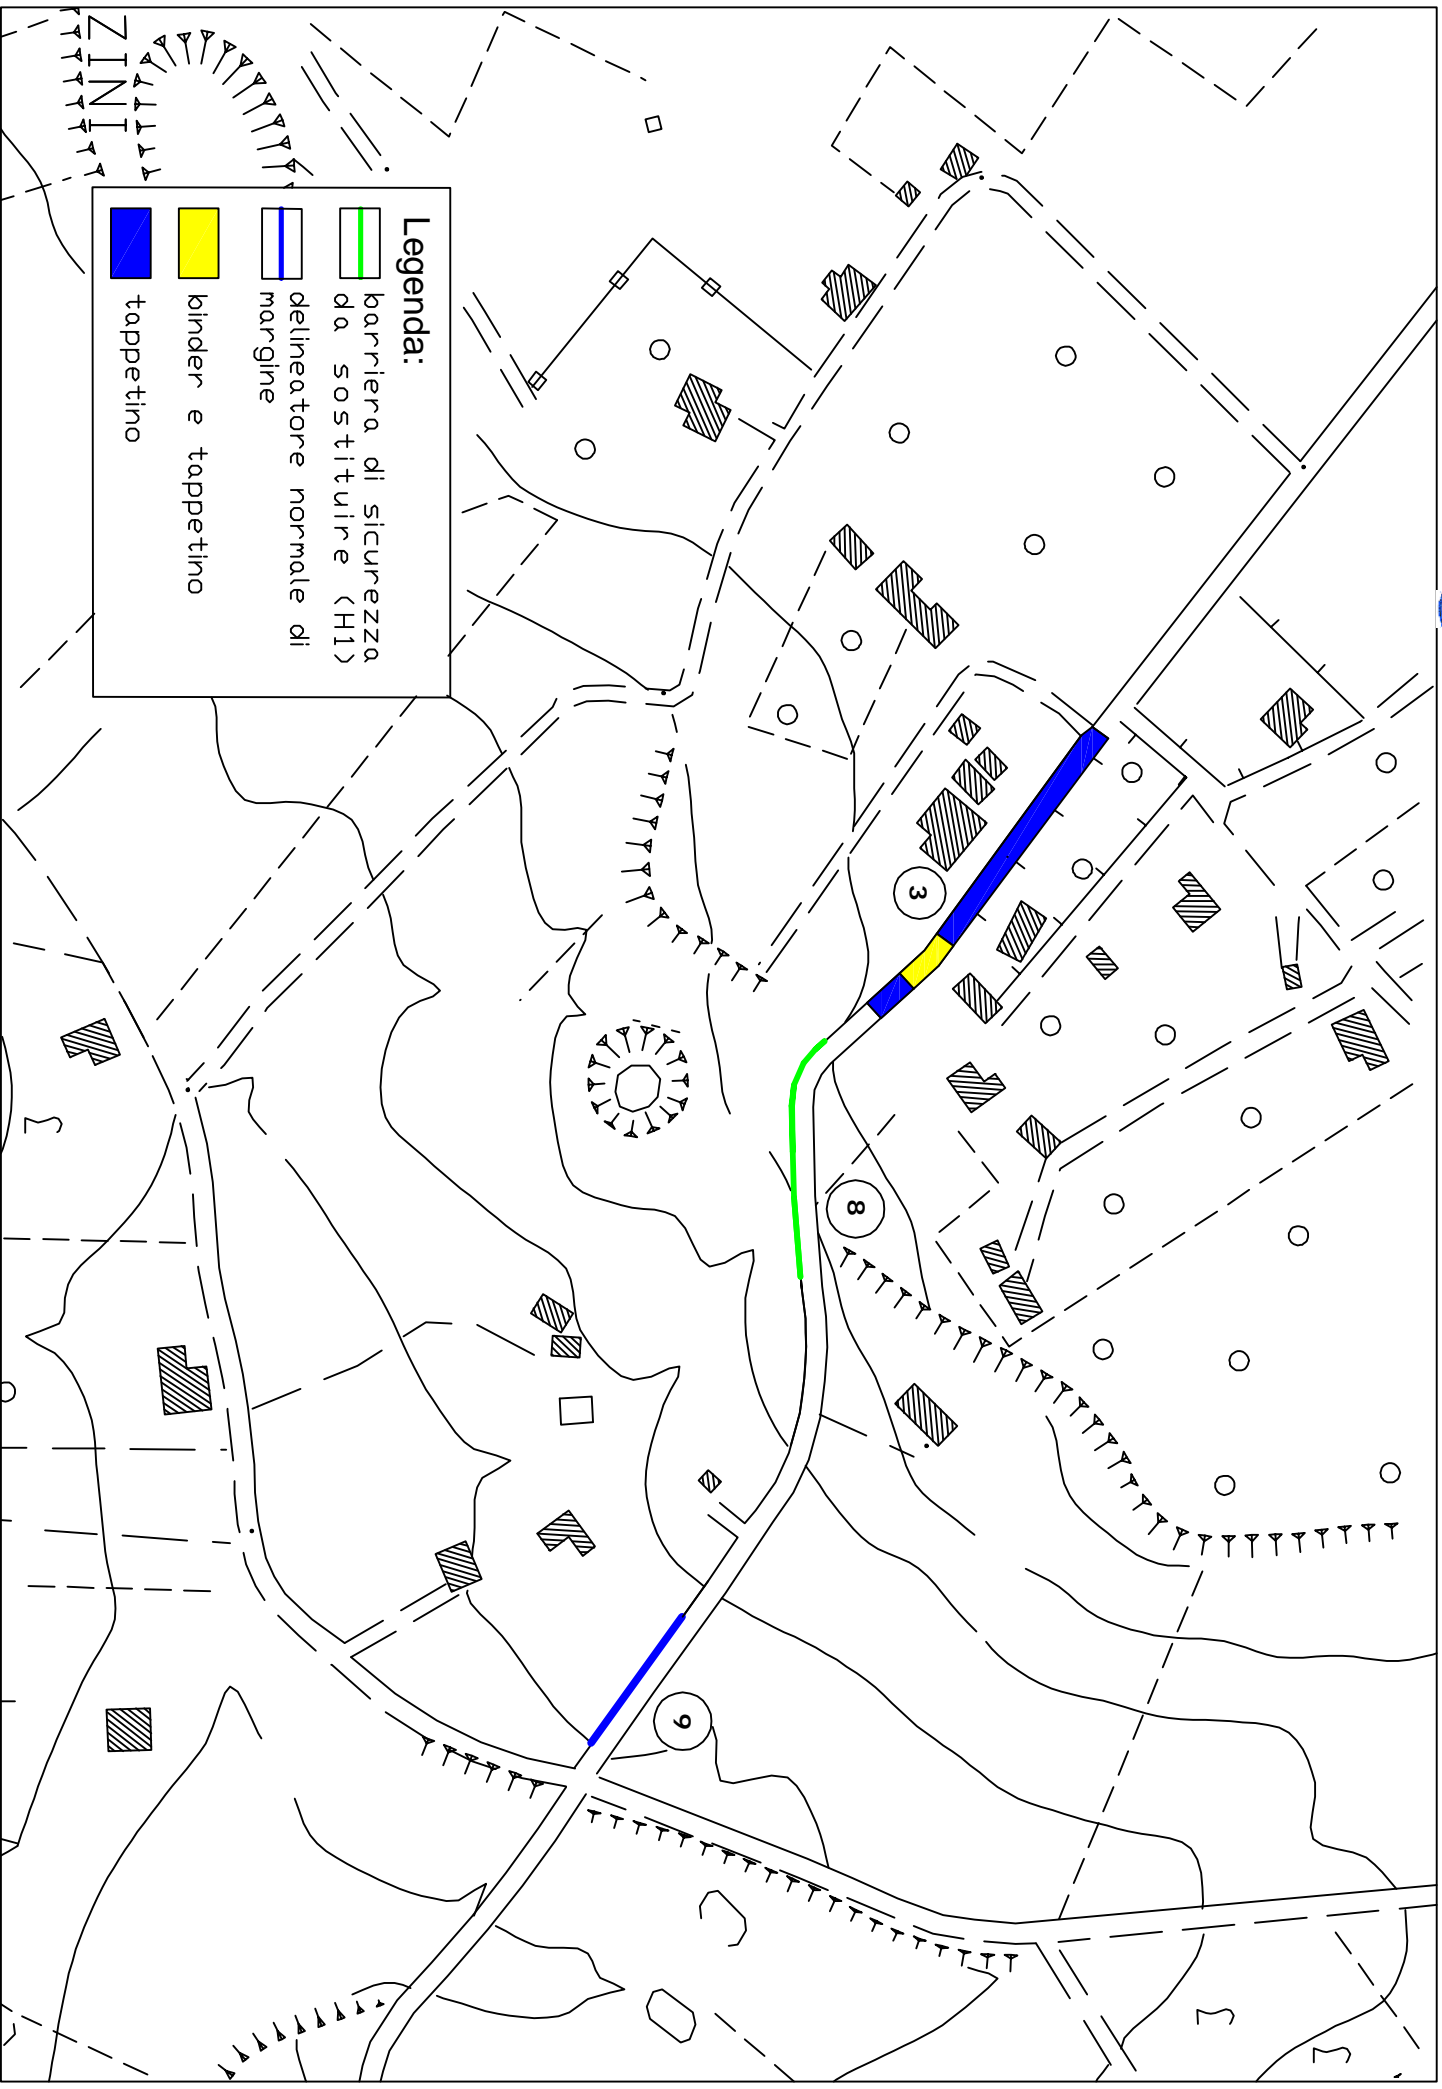 ZINI
Legenda:
barriera di sicurezza
da sostituire (H1)
delineatore normale di
margine
binder e tappetino
tappetino
3
8
9